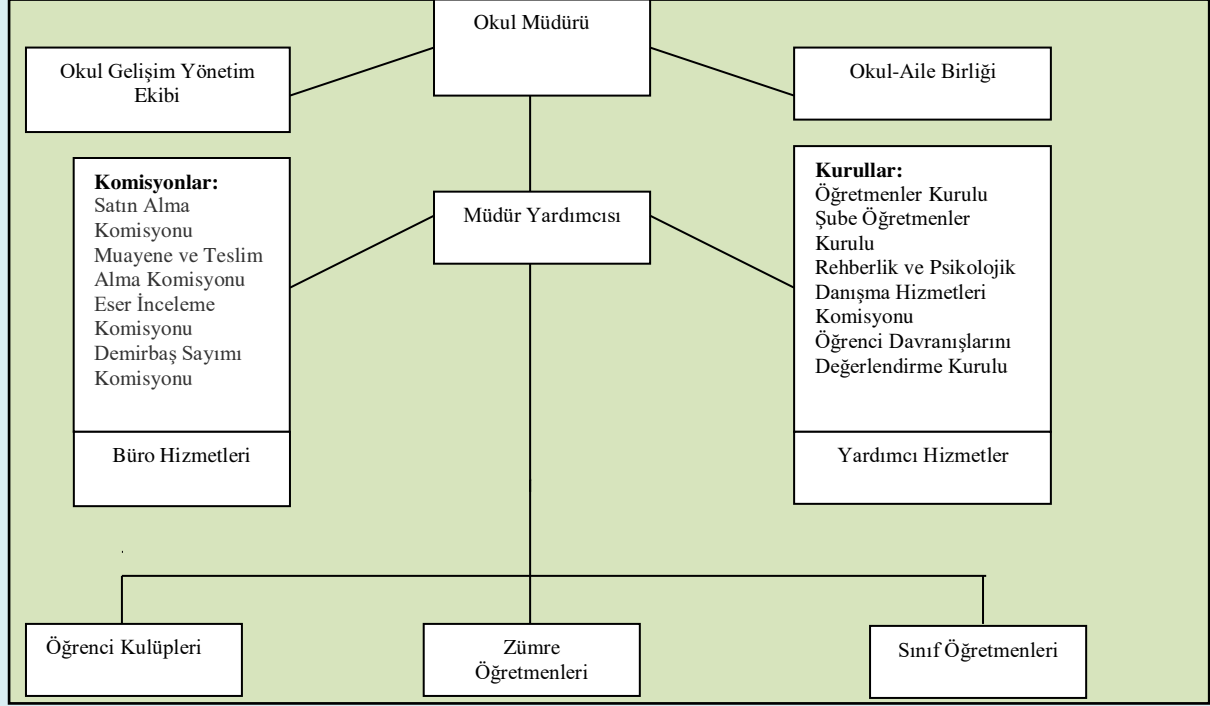 Okul Müdürü
Okul Gelişim Yönetim
Ekibi
Okul-Aile Birliği
Komisyonlar:
Satın Alma
Komisyonu
Muayene ve Teslim
Alma Komisyonu
Eser İnceleme
Komisyonu
Demirbaş Sayımı
Komisyonu
Müdür Yardımcısı
Kurullar:
Öğretmenler Kurulu
Şube Öğretmenler
Kurulu
Rehberlik ve Psikolojik
Danışma Hizmetleri
Komisyonu
Öğrenci Davranışlarını
Değerlendirme Kurulu
Büro Hizmetleri
Yardımcı Hizmetler
Öğrenci Kulüpleri
Zümre
Öğretmenleri
Sınıf Öğretmenleri